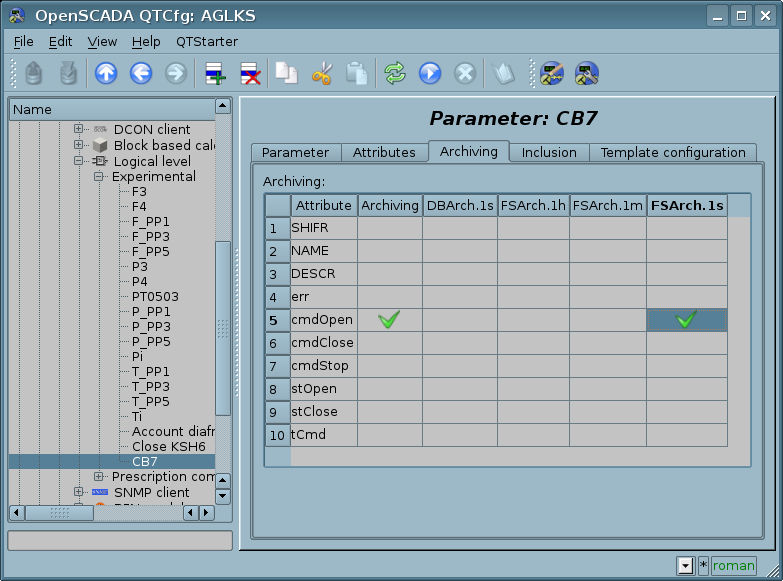 OpenSCADA QTCfg: AGLKS
File Edit View Help QTStarter
Name
DCON client
Block based cal
Logical level
Experimental
F3
F4
F_PP1
F_PP3
F_PP5
P3
P4
PT0503
P_PP1
P_PP3
P_PP5
Pi
T_PP1
T_PP3
T_PP5
Ti
Account diafr
Close KSH6
CB7
Prescription com
SNMP client
Parameter: CB7
Parameter Attributes Archiving Inclusion Template configuration
Archiving:
Attribute Archiving DBArch.1s FSArch.1h FSArch.1m FSArch.1s
1 SHIFR
2 NAME
3 DESCR
4 err
5 cmdOpen
6 cmdClose
7 cmdStop
8 stOpen
9 stClose
10 tCmd
* roman